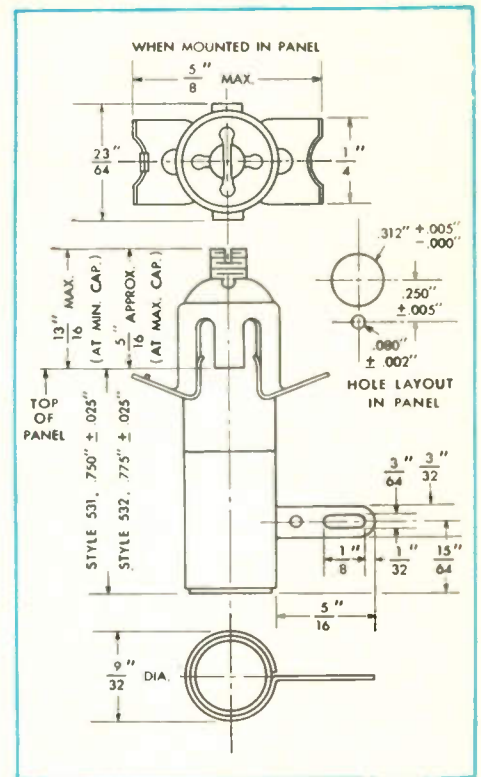 WHEN MOUNTED IN PANEL
5/8" MAX.
23/64"
1/4"
.312" +.005"
-.000"
.250"
±.005"
.080"
± .002"
HOLE LAYOUT
IN PANEL
13/16" MAX.
(AT MIN. CAP.)
5/16" APPROX.
(AT MAX. CAP.)
TOP
OF
PANEL
STYLE 531, .750" ± .025"
STYLE 532, .775" ± .025"
3/64"
3/32"
1/8"
1/32"
15/64"
5/16"
9/32" DIA.